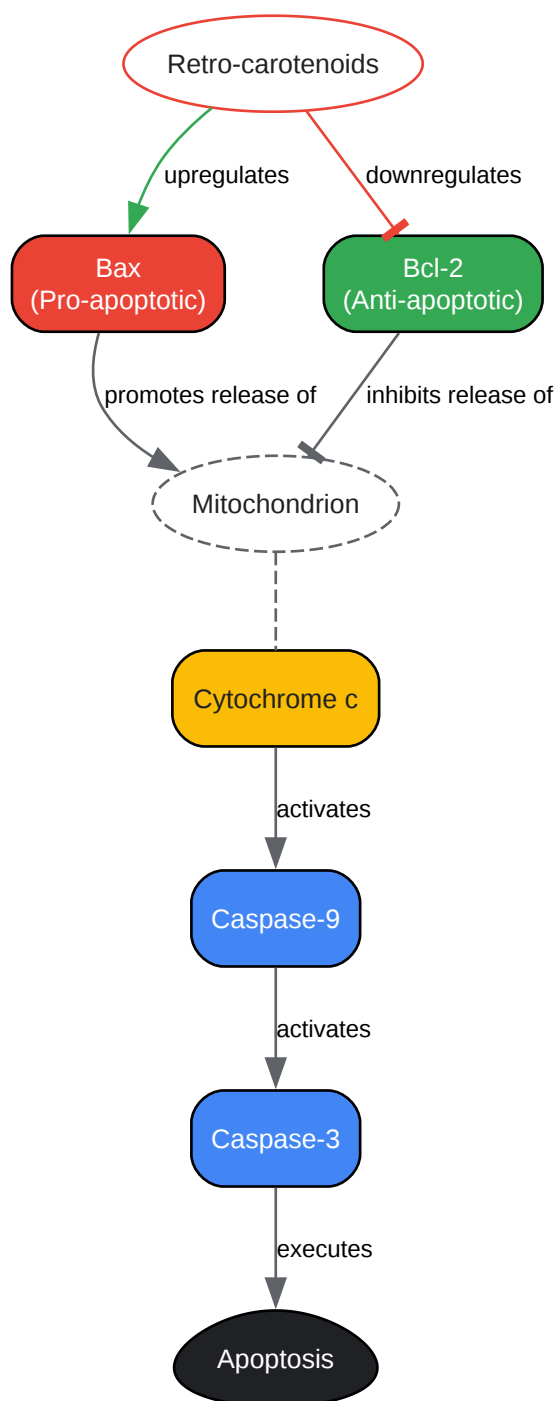 Retro-carotenoids
upregulates
downregulates
Bax
(Pro-apoptotic)
Bcl-2
(Anti-apoptotic)
promotes release of
inhibits release of
Mitochondrion
Cytochrome c
activates
Caspase-9
activates
Caspase-3
executes
Apoptosis